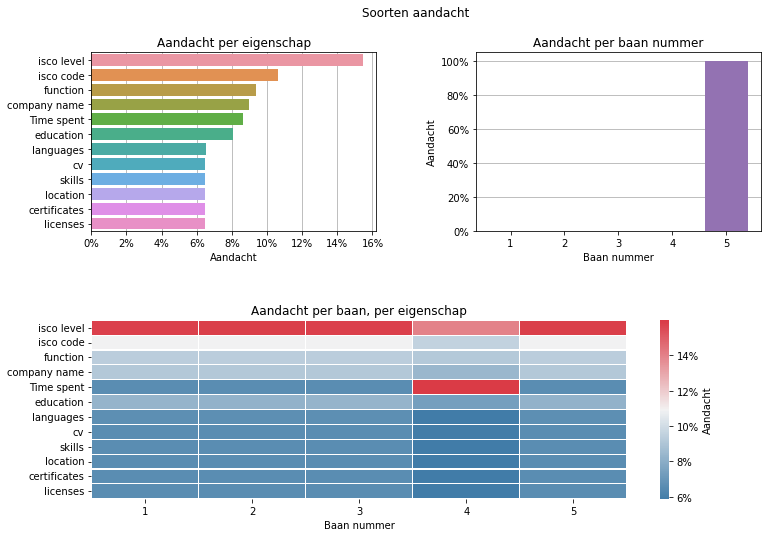 Soorten aandacht
Aandacht per eigenschap
isco level
isco code
function
company name
Time spent
education
languages
cv
skills
location
certificates
licenses
0% 2% 4% 6% 8% 10% 12% 14% 16%
Aandacht
Aandacht per baan nummer
100%
80%
60%
40%
20%
0%
Aandacht
1 2 3 4 5
Baan nummer
Aandacht per baan, per eigenschap
isco level
isco code
function
company name
Time spent
education
languages
cv
skills
location
certificates
licenses
1 2 3 4 5
Baan nummer
14%
12%
10%
8%
6%
Aandacht